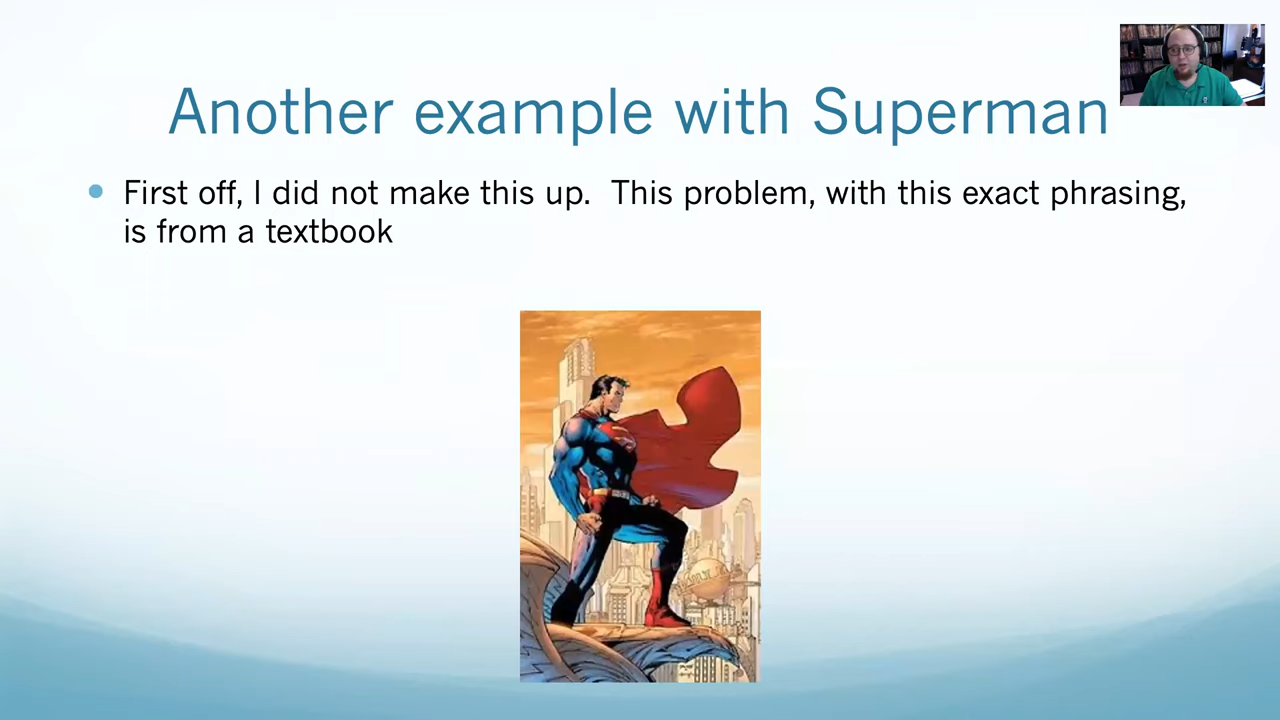 Another example with Superman
First off, I did not make this up.  This problem, with this exact phrasing,
is from a textbook